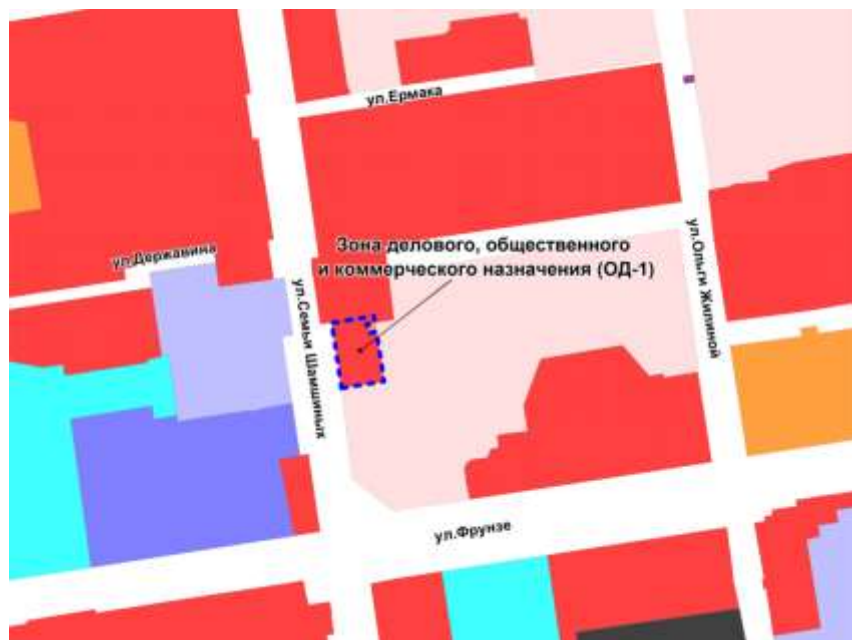 ул.Ермака
ул.Державина
Зона делового, общественного
и коммерческого назначения (ОД-1)
ул.Ольги Жилиной
ул.Семьи Шамшиных
ул.Фрунзе